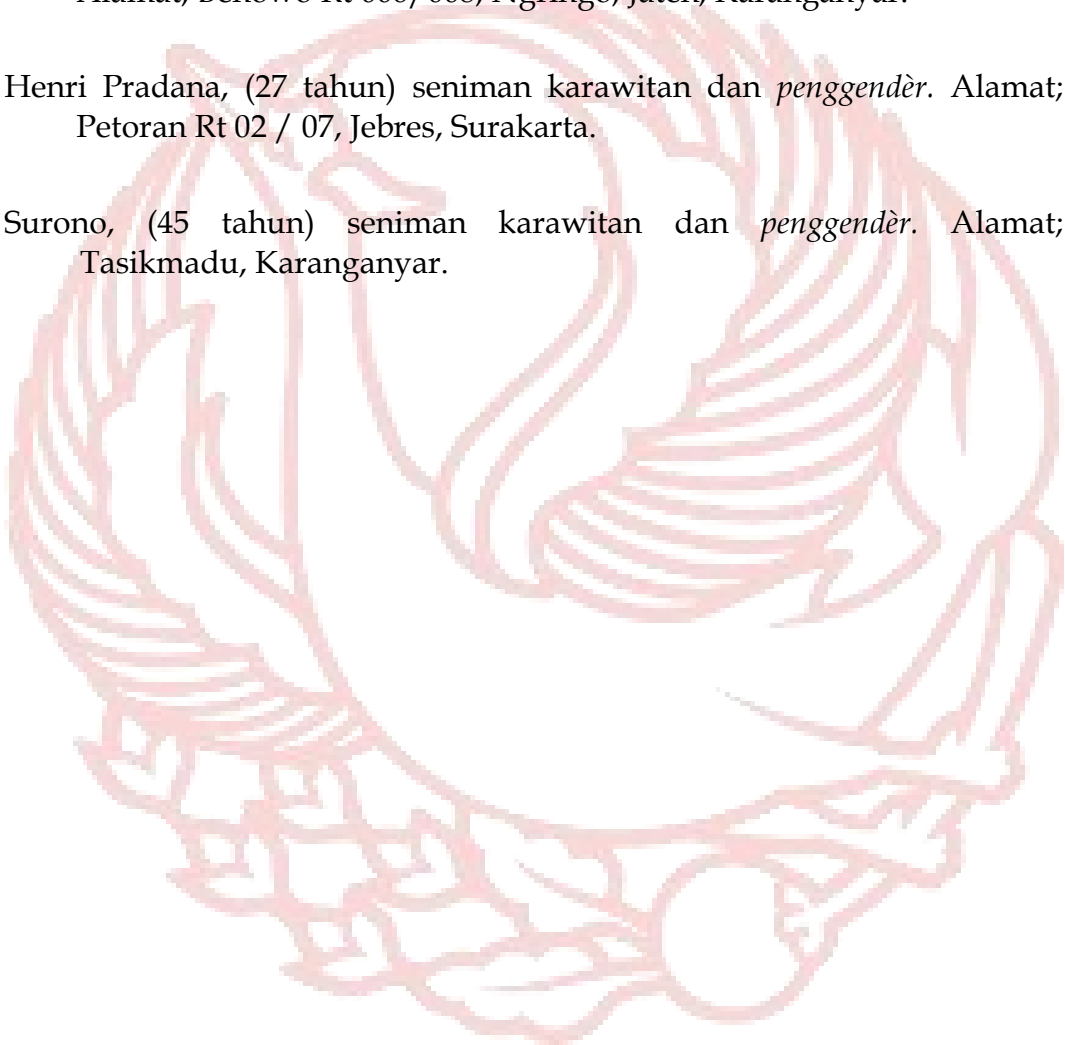 Henri Pradana, (27 tahun) seniman karawitan dan penggendèr. Alamat;
Petoran Rt 02 / 07, Jebres, Surakarta.
Surono, (45 tahun) seniman karawitan dan penggendèr. Alamat;
Tasikmadu, Karanganyar.